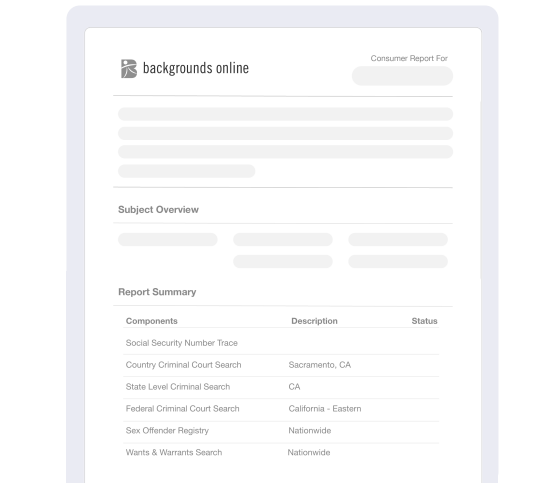 Consumer Report For
backgrounds online
Subject Overview
Report Summary
Components Description Status
Social Security Number Trace
Country Criminal Court Search Sacramento, CA
State Level Criminal Search CA
Federal Criminal Court Search California - Eastern
Sex Offender Registry Nationwide
Wants & Warrants Search Nationwide